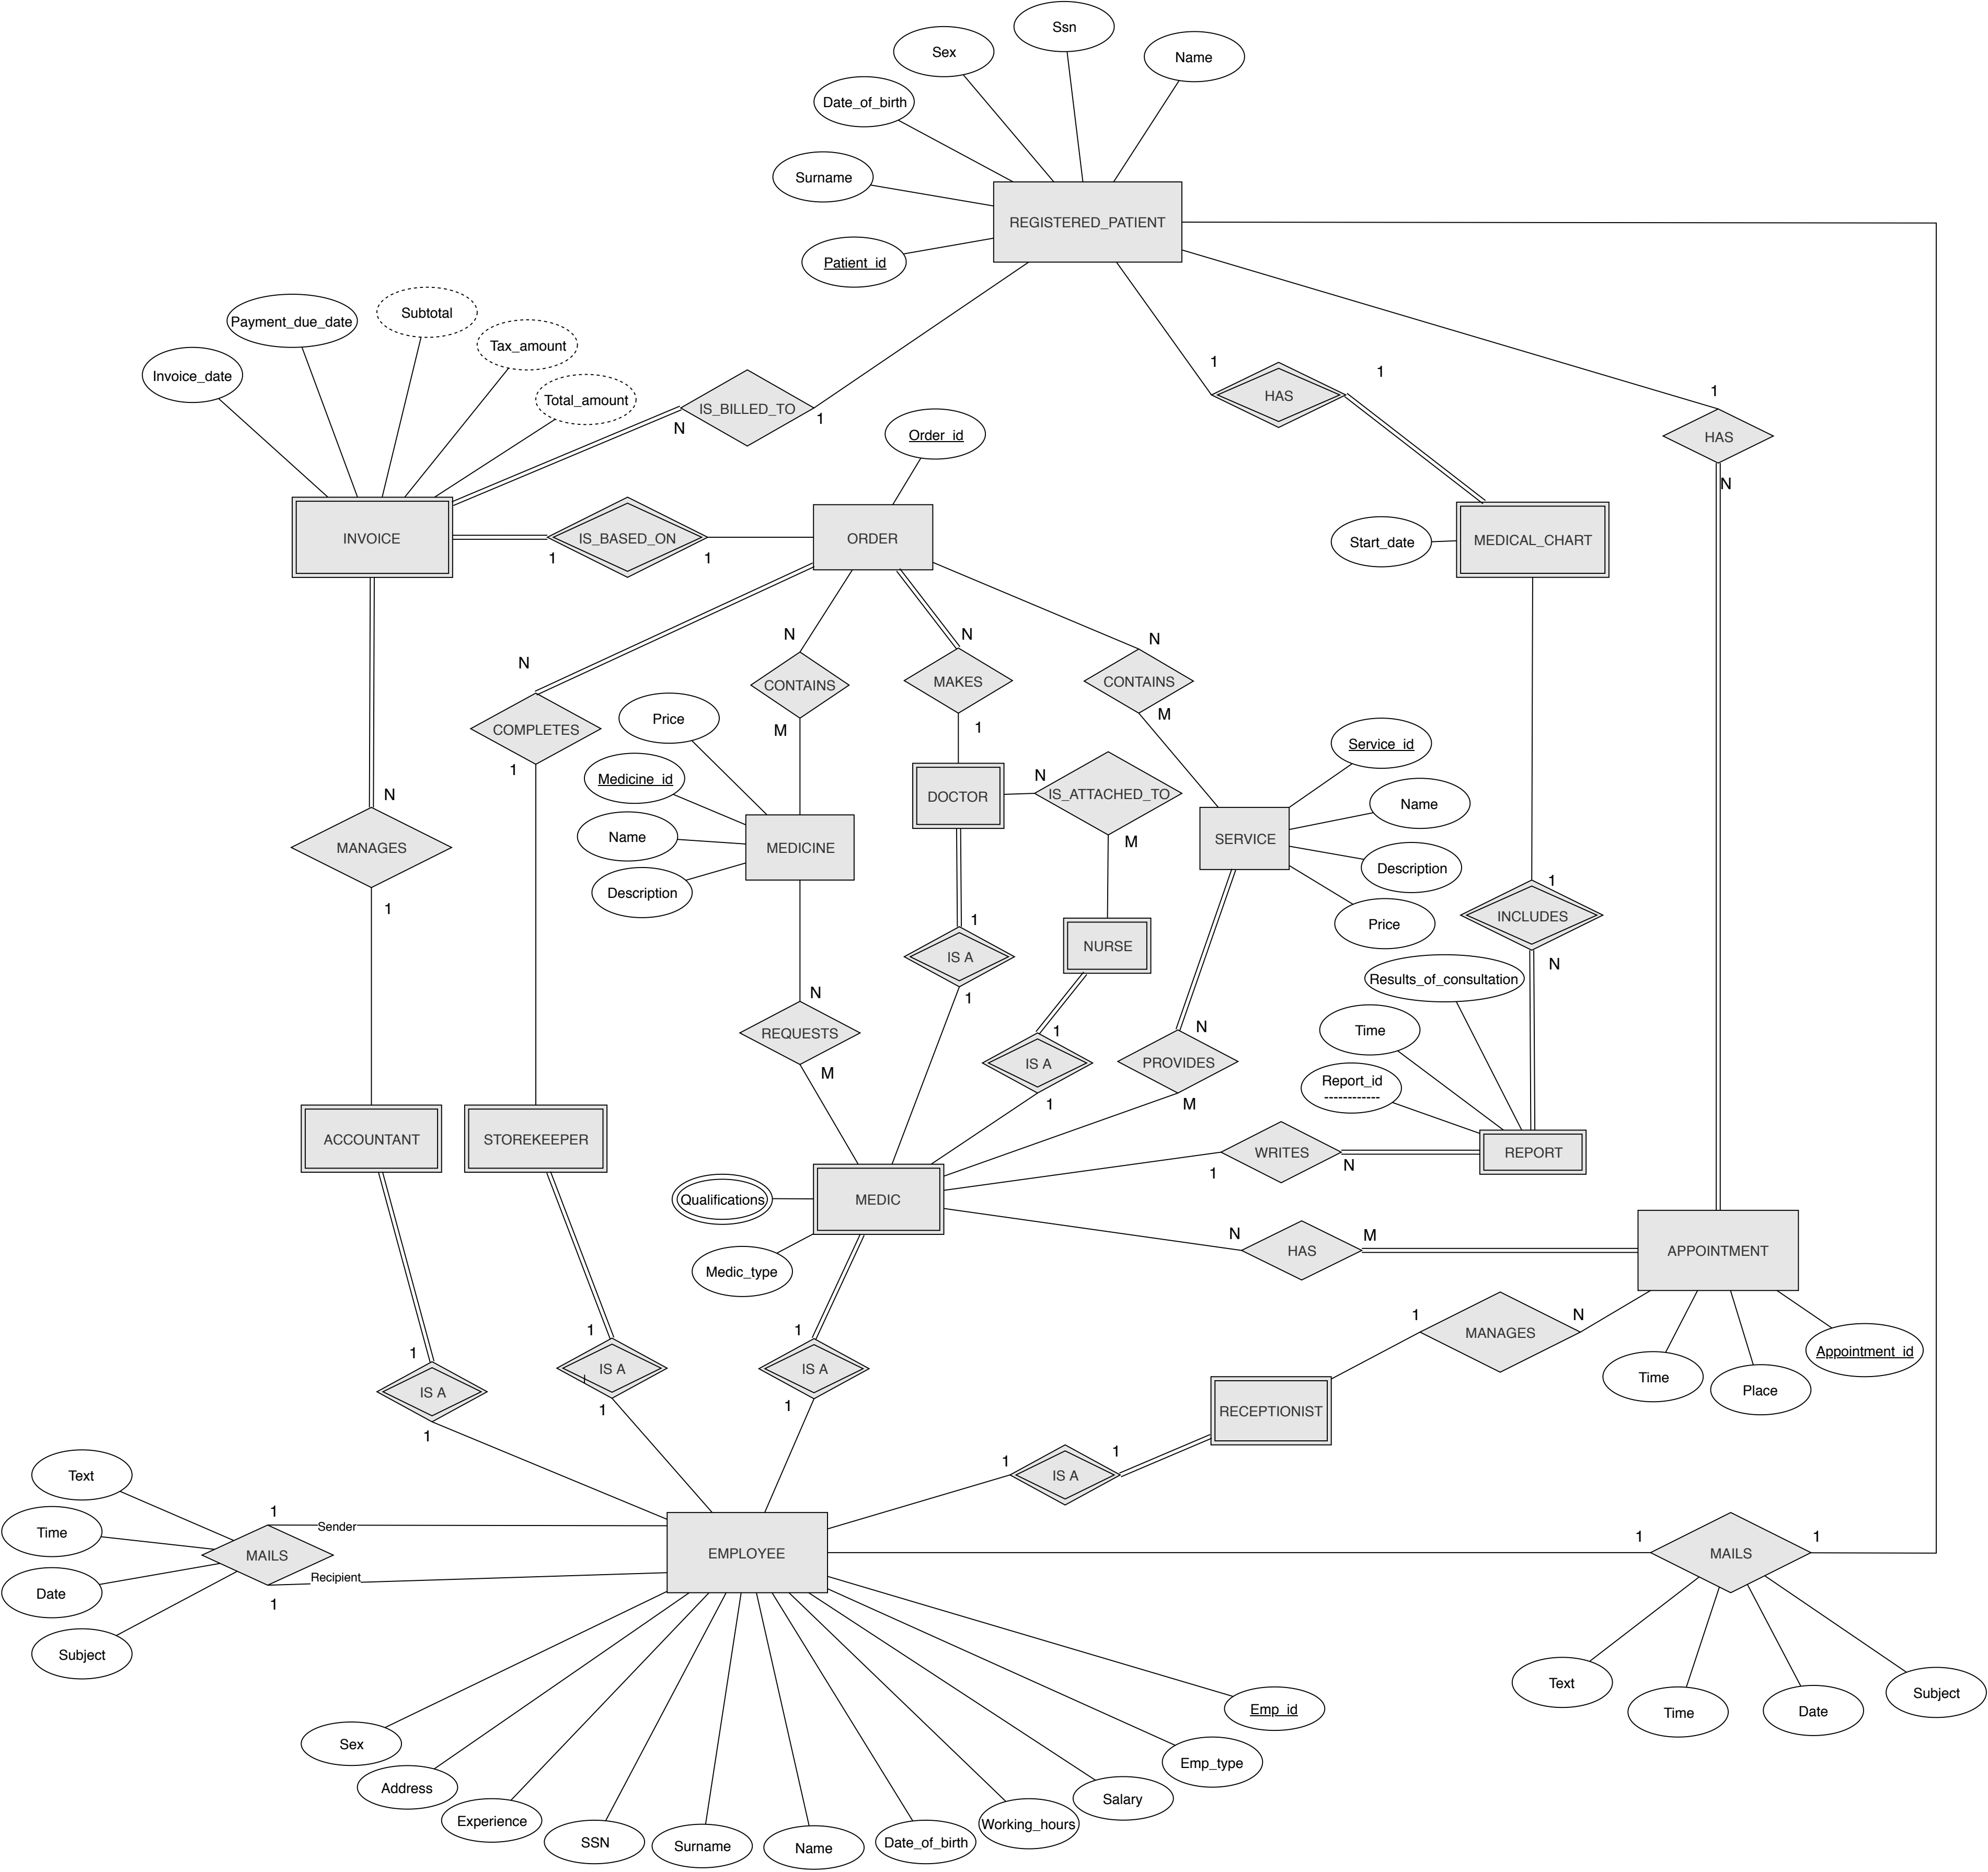 Ssn
Sex
Name
Date_of_birth
Surname
REGISTERED_PATIENT
Patient_id
Payment_due_date
Subtotal
Tax_amount
Invoice_date
Total_amount
IS_BILLED_TO
N
1
1
HAS
1
1
HAS
N
Order_id
INVOICE
IS_BASED_ON
1
1
ORDER
Start_date
MEDICAL_CHART
N
N
N
N
CONTAINS
MAKES
CONTAINS
M
1
M
COMPLETES
1
Price
Medicine_id
Name
Description
MEDICINE
DOCTOR
N
IS_ATTACHED_TO
M
Service_id
Name
Description
Price
SERVICE
N
MANAGES
1
1
INCLUDES
N
1
IS A
1
NURSE
1
IS A
1
N
REQUESTS
M
N
PROVIDES
M
Results_of_consultation
Time
Report_id
------------
REPORT
ACCOUNTANT
STOREKEEPER
MEDIC
Qualifications
Medic_type
WRITES
1
N
N
HAS
M
APPOINTMENT
1
MANAGES
N
Time
Place
Appointment_id
1
IS A
1
1
IS A
1
1
IS A
1
RECEPTIONIST
1
IS A
1
Text
Time
Date
Subject
1
Sender
MAILS
Recipient
1
EMPLOYEE
1
MAILS
1
Text
Time
Date
Subject
Sex
Address
Experience
SSN
Surname
Name
Date_of_birth
Working_hours
Salary
Emp_type
Emp_id